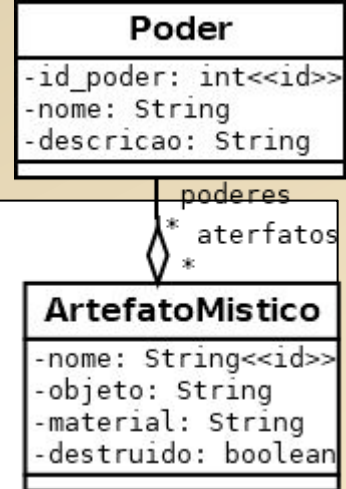 Poder
-id_poder: int<<id>>
-nome: String
-descricao: String
poderes
* aterfatos
*
ArtefatoMistico
-nome: String<<id>>
-objeto: String
-material: String
-destruido: boolean